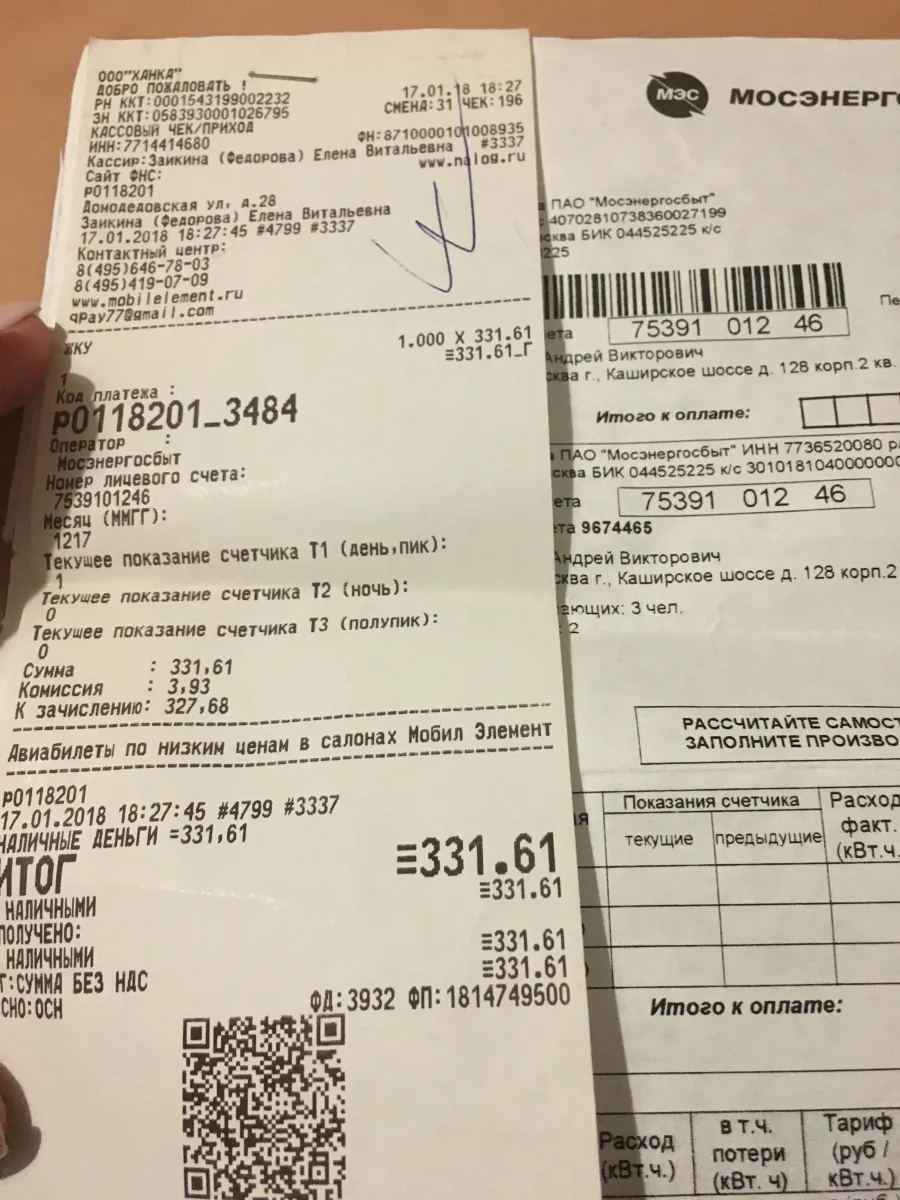 ООО"ХАНКА"
ДОБРО ПОЖАЛОВАТЬ !
РН ККТ:0001543199002232 17.01.18 18:27
ЗН ККТ:0583930001026795 СМЕНА:31 ЧЕК:196
КАССОВЫЙ ЧЕК/ПРИХОД
ИНН:7714414680 ФН:8710000101008935
Кассир:Заикина (Федорова) Елена Витальевна #3337
Сайт ФНС: www.nalog.ru
P0118201
Домодедовская ул, д.28
Заикина (Федорова) Елена Витальевна
17.01.2018 18:27:45 #4799 #3337
Контактный центр:
8(495)646-78-03
8(495)419-07-09
www.mobilelement.ru
qpay77@gmail.com
ЖКУ 1.000 X 331.61
≡331.61_Г
1
Код платежа :
P0118201_3484
Оператор :
Мосэнергосбыт
Номер лицевого счета:
7539101246
Месяц (ММГГ):
1217
Текущее показание счетчика Т1 (день,пик):
1
Текущее показание счетчика Т2 (ночь):
0
Текущее показание счетчика Т3 (полупик):
0
Сумма : 331,61
Комиссия : 3,93
К зачислению: 327,68
Авиабилеты по низким ценам в салонах Мобил Элемент
P0118201
17.01.2018 18:27:45 #4799 #3337
НАЛИЧНЫЕ ДЕНЬГИ =331,61
ИТОГ ≡331.61
НАЛИЧНЫМИ ≡331.61
ПОЛУЧЕНО:
НАЛИЧНЫМИ ≡331.61
Г:СУММА БЕЗ НДС ≡331.61
СНО:ОСН ФД:3932 ФП:1814749500
МЭС МОСЭНЕРГО
ПАО "Мосэнергосбыт"
40702810738360027199
сква БИК 044525225 к/с
225
ета 75391 012 46
Андрей Викторович
сква г., Каширское шоссе д. 128 корп.2 кв.
Итого к оплате:
ПАО "Мосэнергосбыт" ИНН 7736520080 р/
сква БИК 044525225 к/с 3010181040000000
ета 75391 012 46
ета 9674465
Андрей Викторович
сква г., Каширское шоссе д. 128 корп.2
ающих: 3 чел.
: 2
РАССЧИТАЙТЕ САМОСТ
ЗАПОЛНИТЕ ПРОИЗВО
Показания счетчика
текущие предыдущие
Расход
факт.
(кВт.ч.
Итого к оплате:
Расход
(кВт.ч.)
в т.ч.
потери
(кВт. ч)
Тариф
(руб /
кВт.ч.)